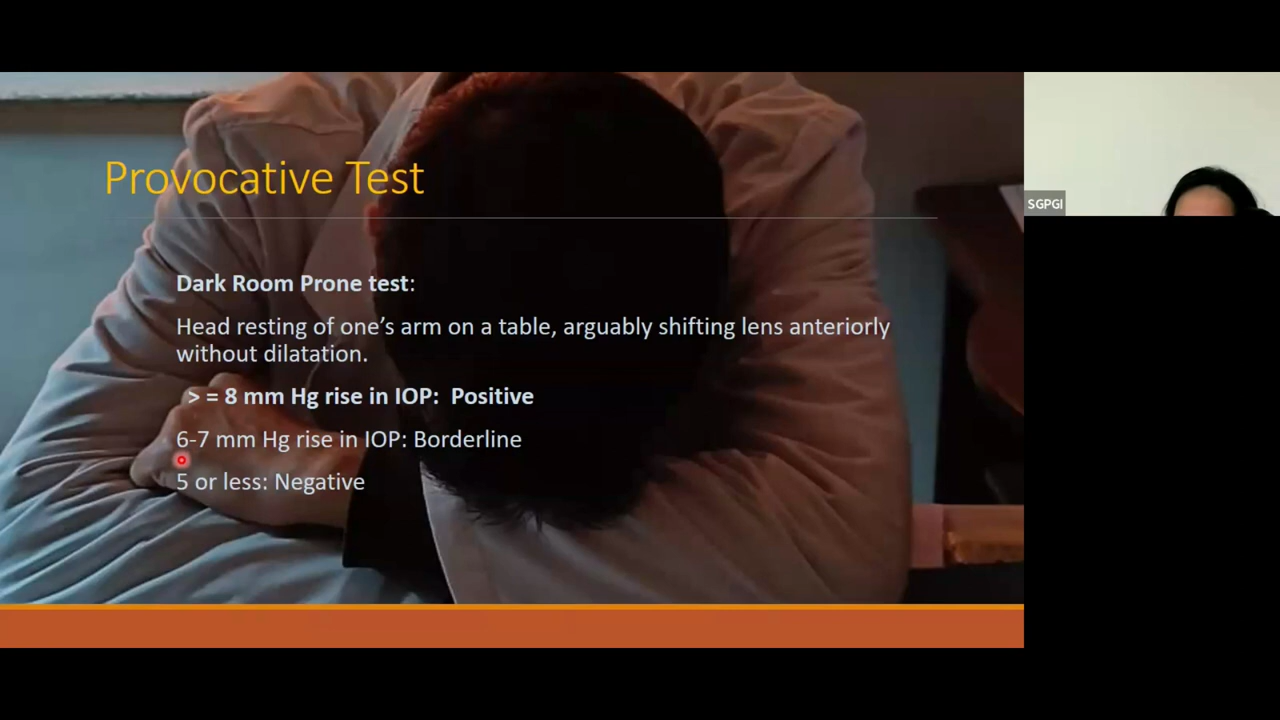 Provocative Test
Dark Room Prone test:
Head resting of one's arm on a table, arguably shifting lens anteriorly
without dilatation.
> = 8 mm Hg rise in IOP:  Positive
6-7 mm Hg rise in IOP: Borderline
5 or less: Negative
SGPGI